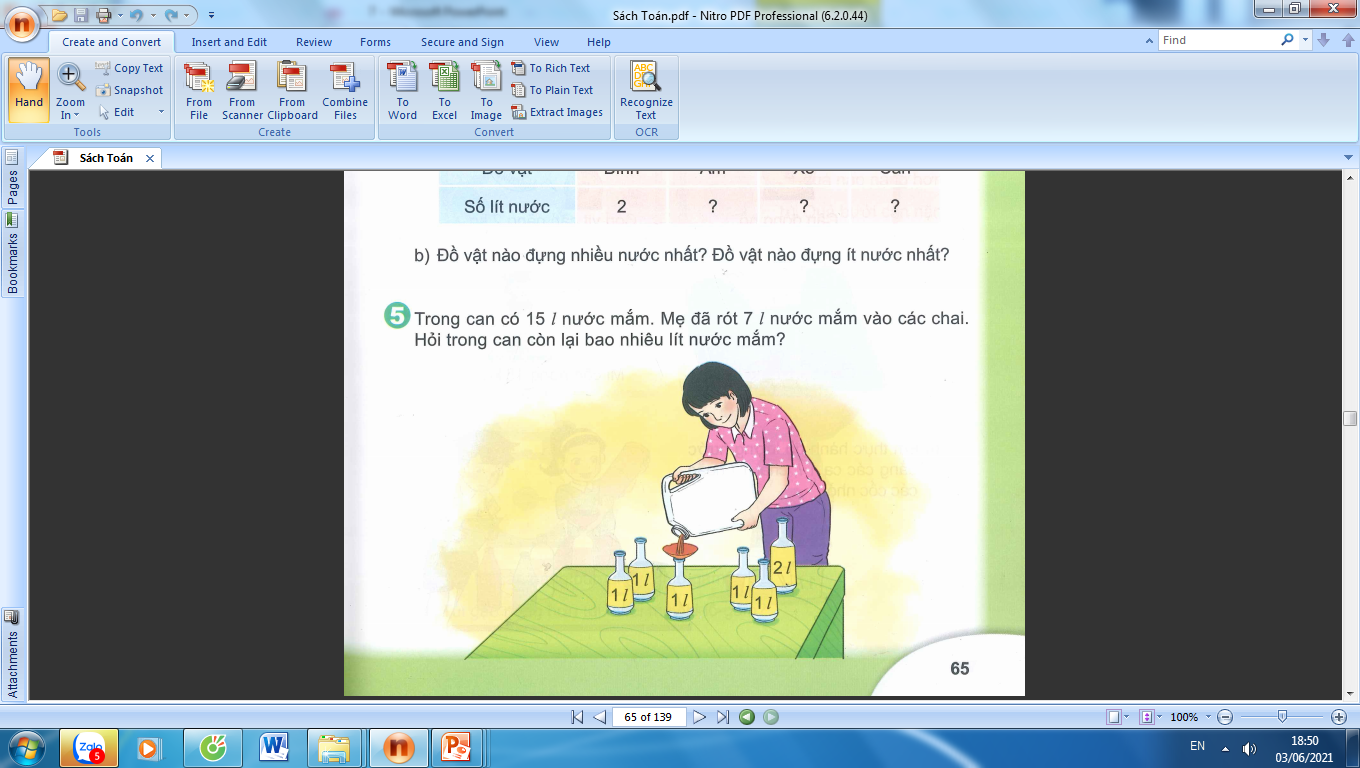 Sách Toán.pdf - Nitro PDF Professional (6.2.0.44)
Create and Convert Insert and Edit Review Forms Secure and Sign View Help Find
Hand
Zoom In
Copy Text
Snapshot
Edit
Tools
From File
From Scanner
From Clipboard
Combine Files
Create
To Word
To Excel
To Image
To Rich Text
To Plain Text
Extract Images
Convert
Recognize Text
OCR
Sách Toán
Pages
Bookmarks
Attachments
Số lít nước 2 ? ? ?
b) Đồ vật nào đựng nhiều nước nhất? Đồ vật nào đựng ít nước nhất?
5 Trong can có 15 l nước mắm. Mẹ đã rót 7 l nước mắm vào các chai.
Hỏi trong can còn lại bao nhiêu lít nước mắm?
1 l 1 l 1 l 1 l 1 l 2 l
65
65 of 139
100%
Zalo 5
EN
18:50
03/06/2021